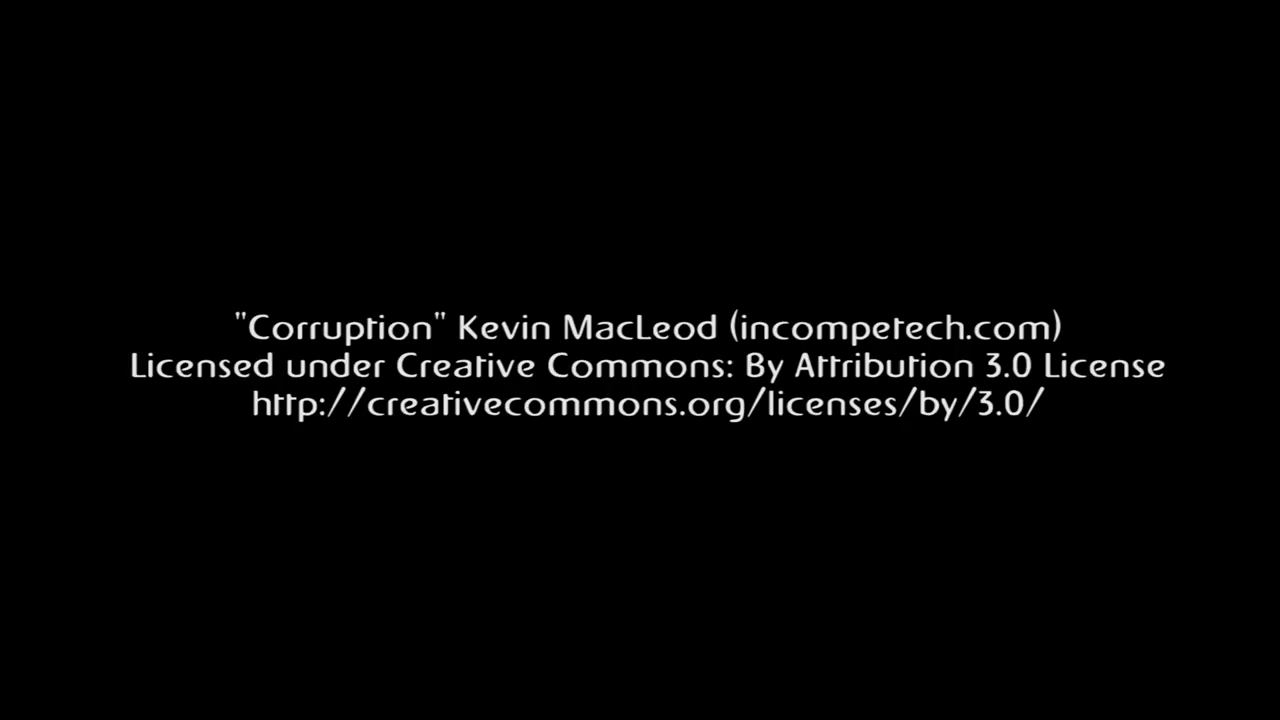 "Corruption" Kevin MacLeod (incompetech.com)
Licensed under Creative Commons: By Attribution 3.0 License
http://creativecommons.org/licenses/by/3.0/